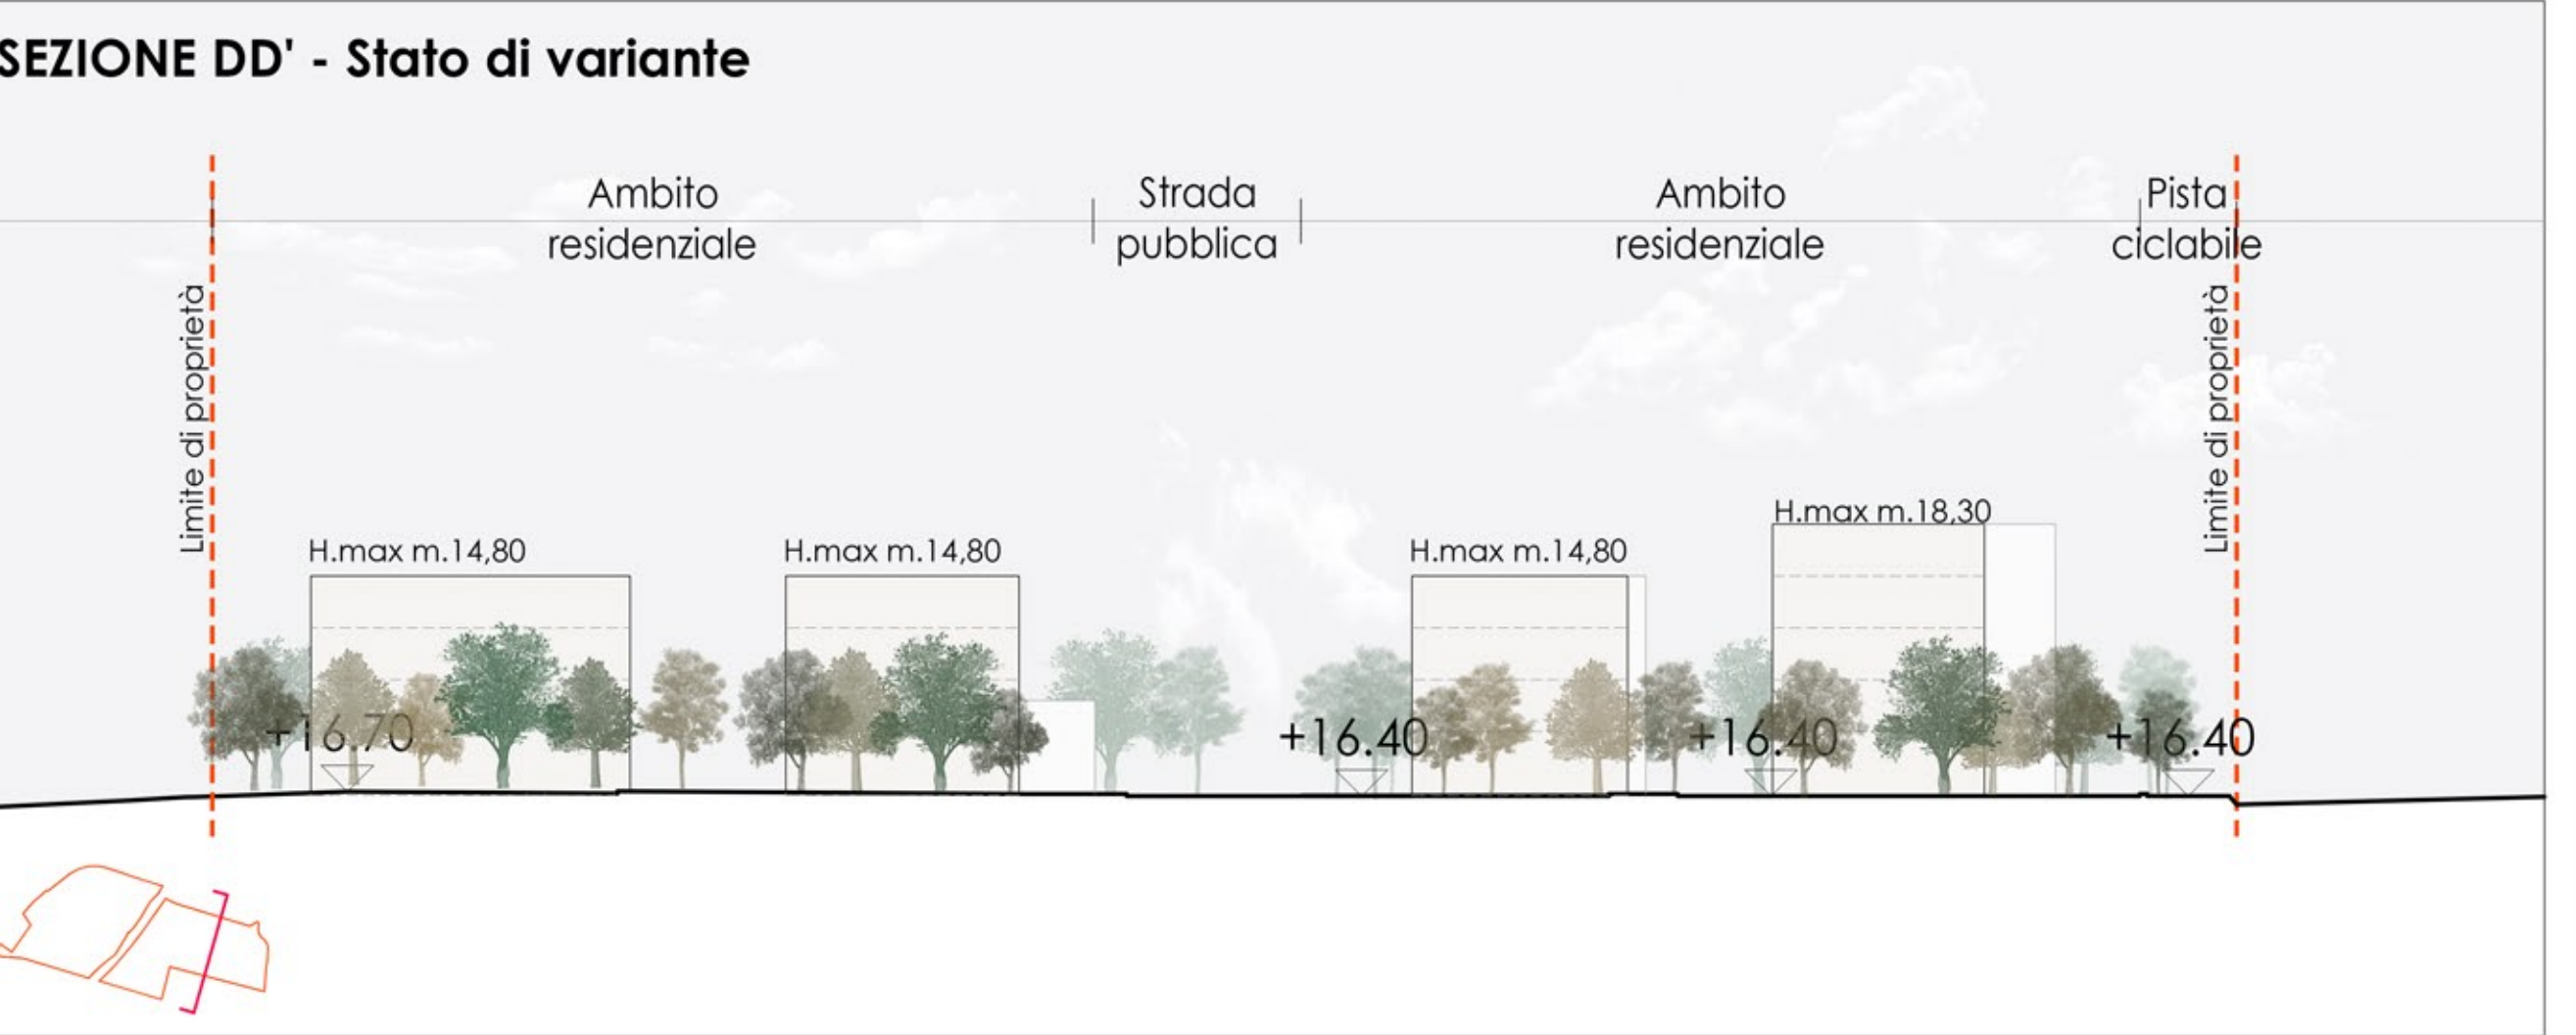 SEZIONE DD' - Stato di variante
Ambito
residenziale
Strada
pubblica
Ambito
residenziale
Pista
ciclabile
Limite di proprietà
Limite di proprietà
H.max m.14,80
H.max m.14,80
H.max m.14,80
H.max m.18,30
+16.70
+16.40
+16.40
+16.40